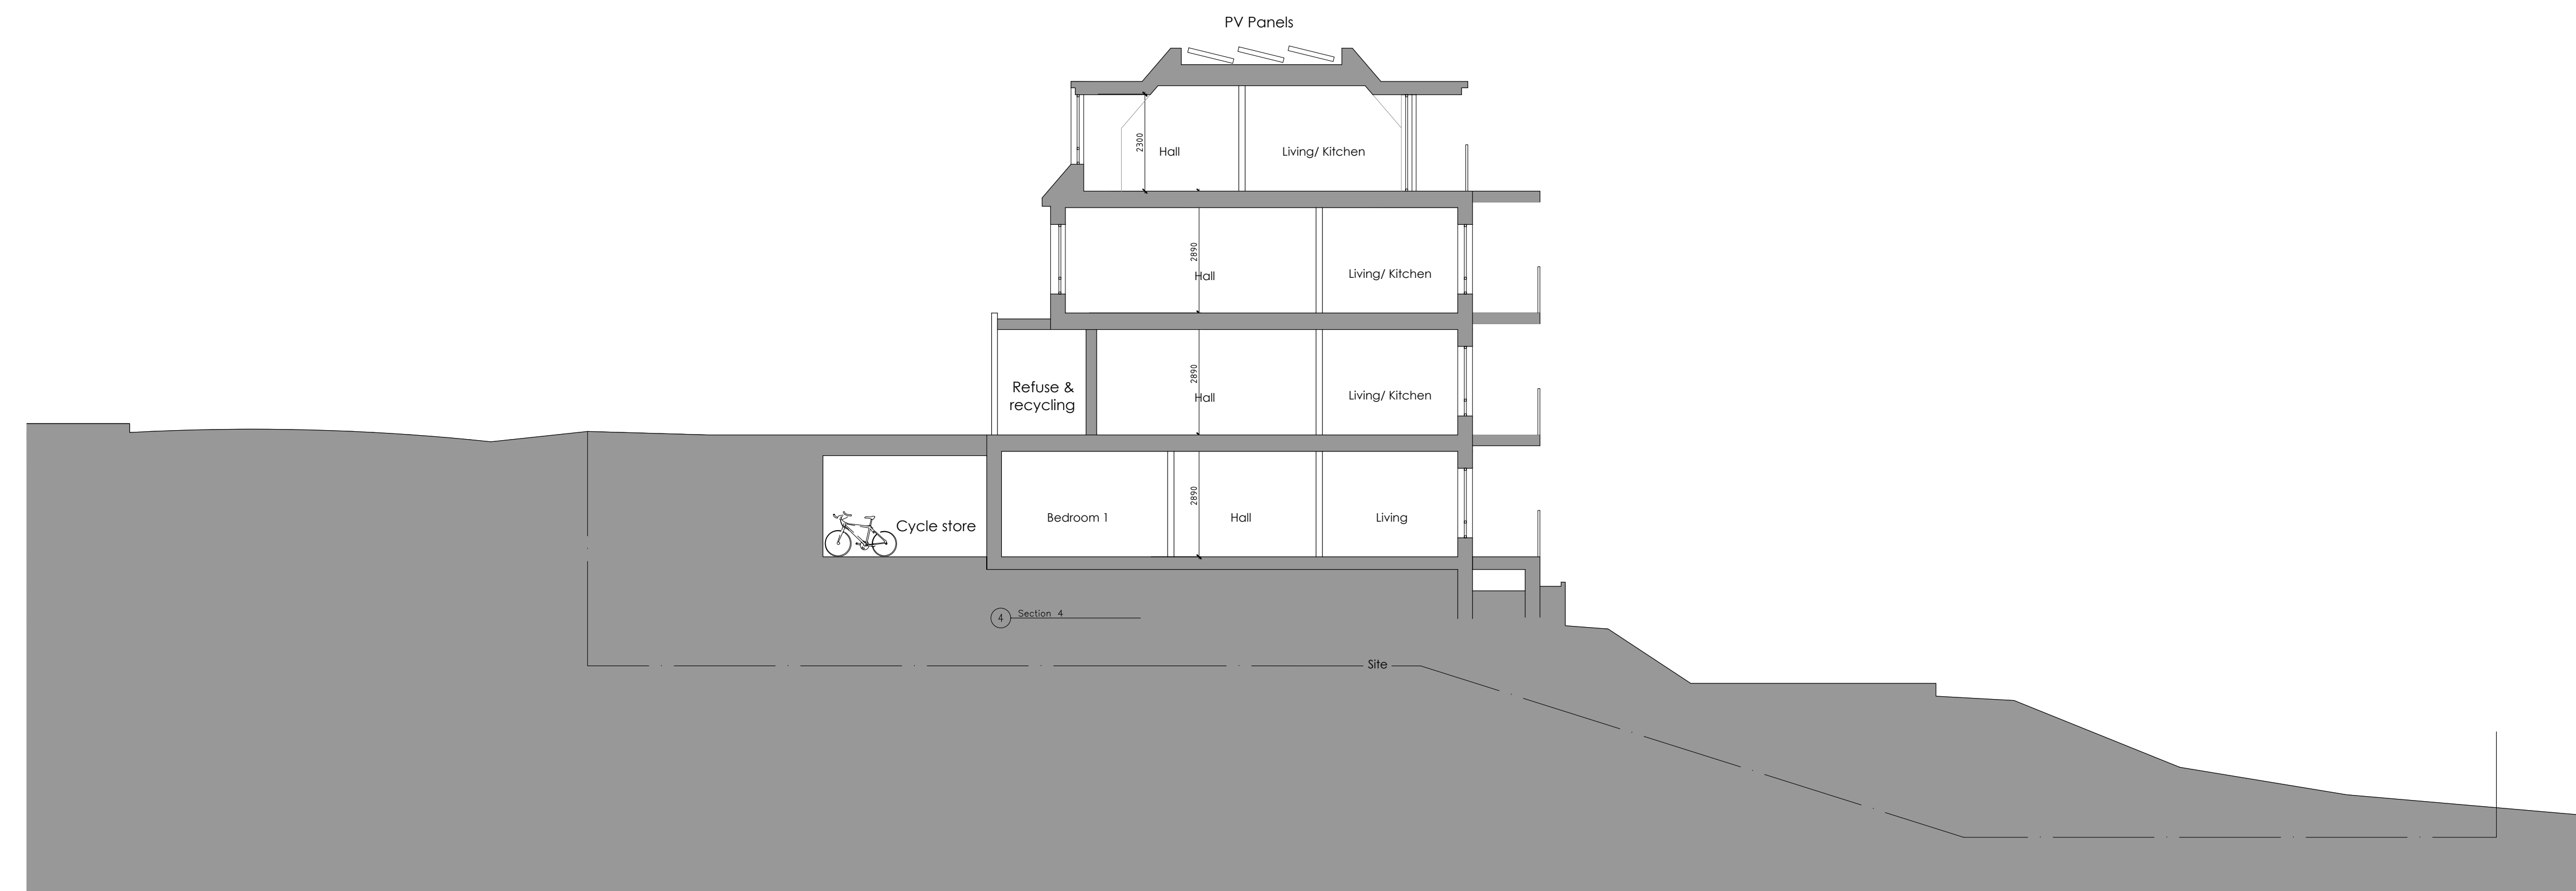 PV Panels
2300
Hall
Living/ Kitchen
2890
Hall
Living/ Kitchen
Refuse &
recycling
2890
Hall
Living/ Kitchen
Cycle store
Bedroom 1
2890
Hall
Living
4
Section 4
Site